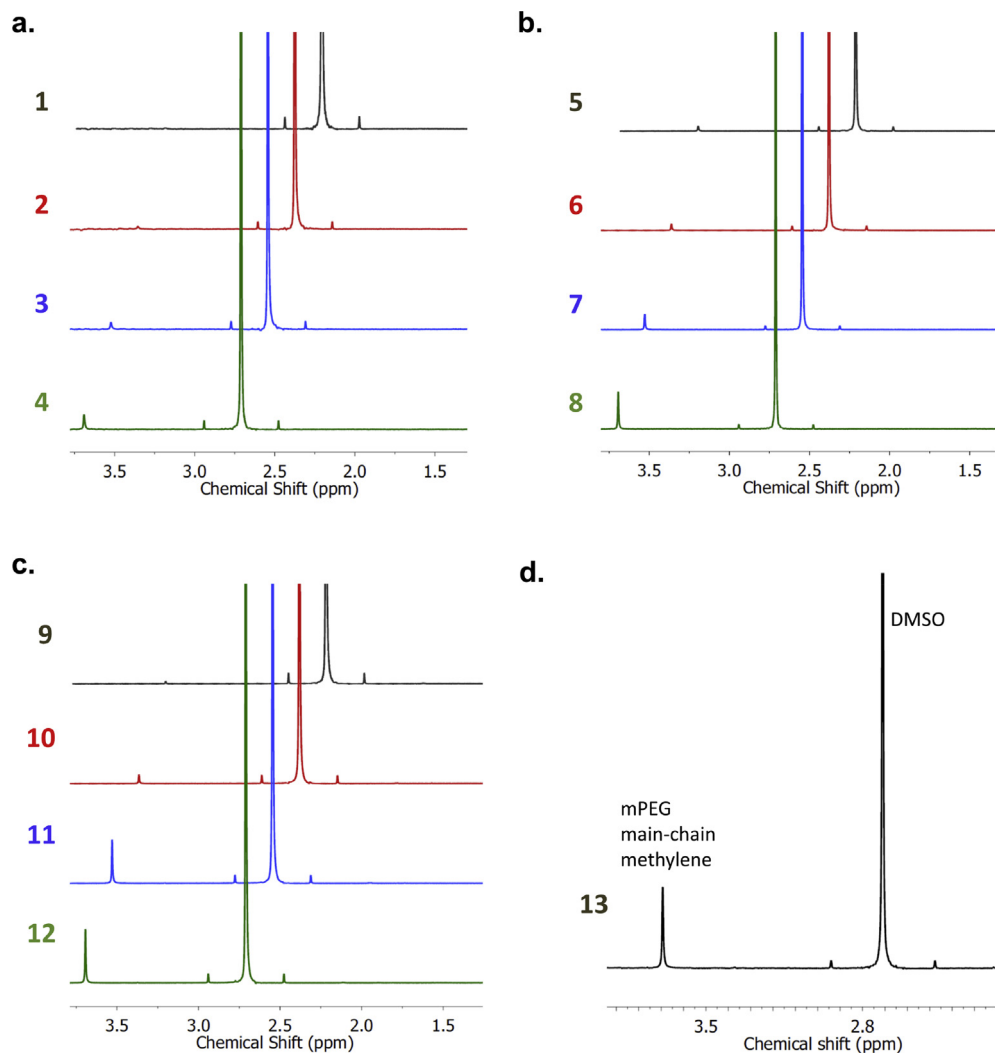 a.
1
2
3
4
3.5 3.0 2.5 2.0 1.5
Chemical Shift (ppm)
b.
5
6
7
8
3.5 3.0 2.5 2.0 1.5
Chemical Shift (ppm)
c.
9
10
11
12
3.5 3.0 2.5 2.0 1.5
Chemical Shift (ppm)
d.
DMSO
mPEG
main-chain
methylene
13
3.5 2.8
Chemical shift (ppm)